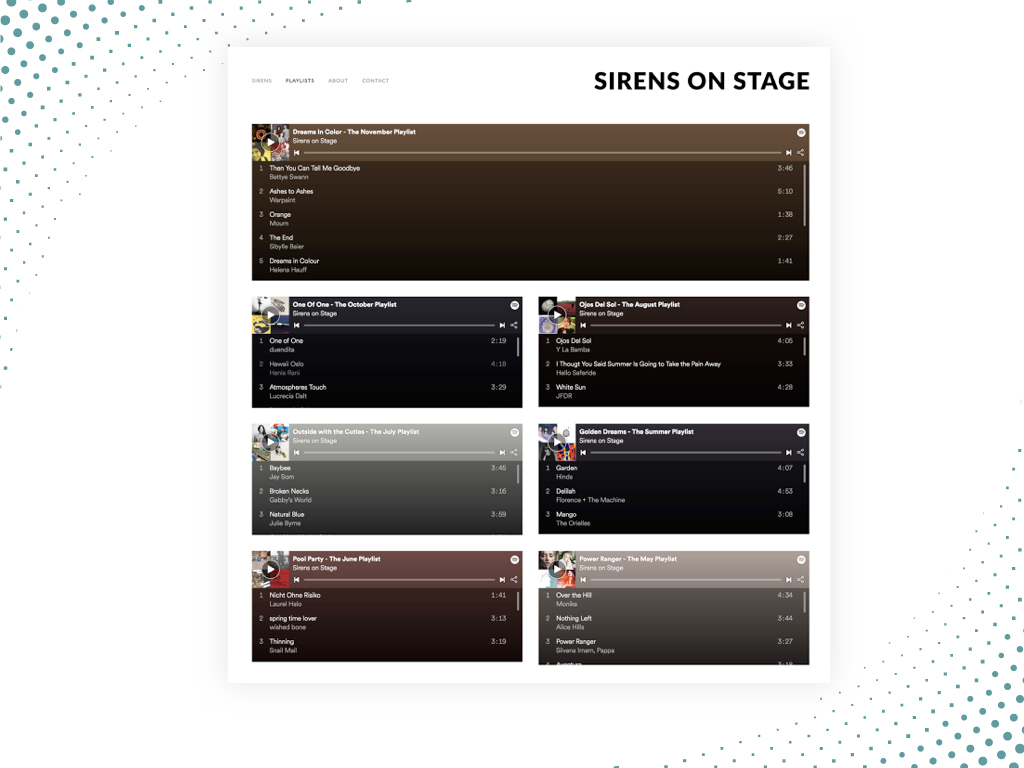 SIRENS PLAYLISTS ABOUT CONTACT
SIRENS ON STAGE
Dreams In Color - The November Playlist
Sirens on Stage
1 Then You Can Tell Me Goodbye 3:46
Bettye Swann
2 Ashes to Ashes 5:10
Warpaint
3 Orange 1:38
Mourn
4 The End 2:27
Sibylle Baier
5 Dreams in Colour 1:41
Helena Hauff
One Of One - The October Playlist
Sirens on Stage
1 One of One 2:19
duendita
2 Hawaii Oslo 4:18
Hania Rani
3 Atmospheres Touch 3:29
Lucrecia Dalt
Ojos Del Sol - The August Playlist
Sirens on Stage
1 Ojos Del Sol 4:05
Y La Bamba
2 I Thougt You Said Summer Is Going to Take the Pain Away 3:33
Hello Saferide
3 White Sun 4:28
JFDR
Outside with the Cuties - The July Playlist
Sirens on Stage
1 Baybee 3:45
Jay Som
2 Broken Necks 3:16
Gabby's World
3 Natural Blue 3:59
Julie Byrne
Golden Dreams - The Summer Playlist
Sirens on Stage
1 Garden 4:07
Hinds
2 Delilah 4:53
Florence + The Machine
3 Mango 3:08
The Orielles
Pool Party - The June Playlist
Sirens on Stage
1 Nicht Ohne Risiko 1:41
Laurel Halo
2 spring time lover 3:13
wished bone
3 Thinning 3:19
Snail Mail
Power Ranger - The May Playlist
Sirens on Stage
1 Over the Hill 4:34
Monika
2 Nothing Left 3:44
Alice Hills
3 Power Ranger 3:27
Silvana Imam, Pappa